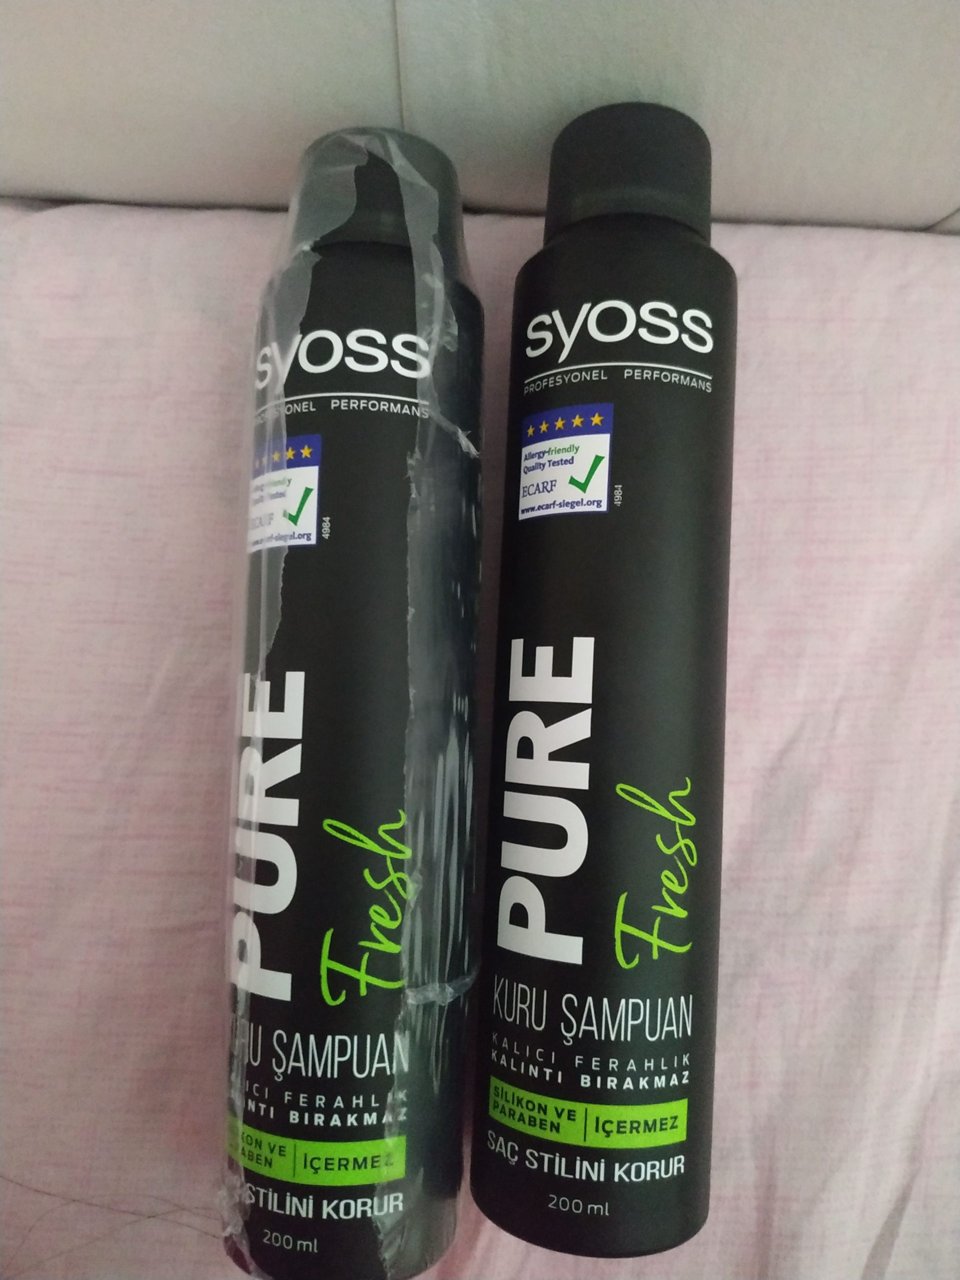 syoss
PROFESYONEL PERFORMANS
Allergy-friendly
Quality Tested
ECARF
www.ecarf-siegel.org
4984
PURE
Fresh
KURU ŞAMPUAN
KALICI FERAHLIK
KALINTI BIRAKMAZ
SİLİKON VE
PARABEN
İÇERMEZ
SAÇ STİLİNİ KORUR
200 ml
syoss
PERFORMANS
4984
PURE
Fresh
ŞAMPUAN
FERAHLIK
BIRAKMAZ
İÇERMEZ
STİLİNİ KORUR
200 ml